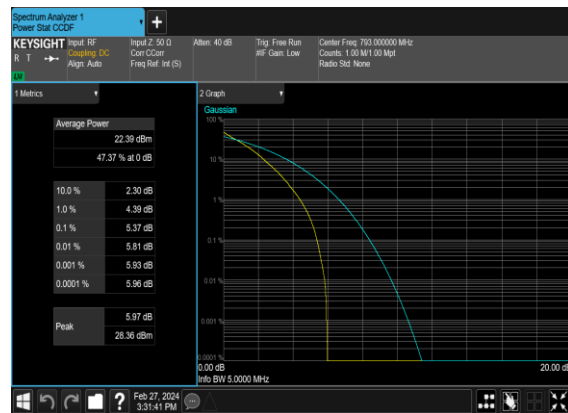 Spectrum Analyzer 1
Power Stat CCDF
+
KEYSIGHT
R T
LU
Input: RF
Coupling: DC
Align: Auto
Input Z: 50 Ω
Corr CCorr
Freq Ref: Int (S)
Atten: 40 dB
Trig: Free Run
#IF Gain: Low
Center Freq: 793.000000 MHz
Counts: 1.00 M/1.00 Mpt
Radio Std: None
1 Metrics
Average Power
22.39 dBm
47.37 % at 0 dB
10.0 % 2.30 dB
1.0 % 4.39 dB
0.1 % 5.37 dB
0.01 % 5.81 dB
0.001 % 5.93 dB
0.0001 % 5.96 dB
Peak
5.97 dB
28.36 dBm
2 Graph
Gaussian
100 %
10 %
1 %
0.1 %
0.01 %
0.001 %
0.0001 %
0.00 dB
20.00 dB
Info BW 5.0000 MHz
?
Feb 27, 2024
3:31:41 PM